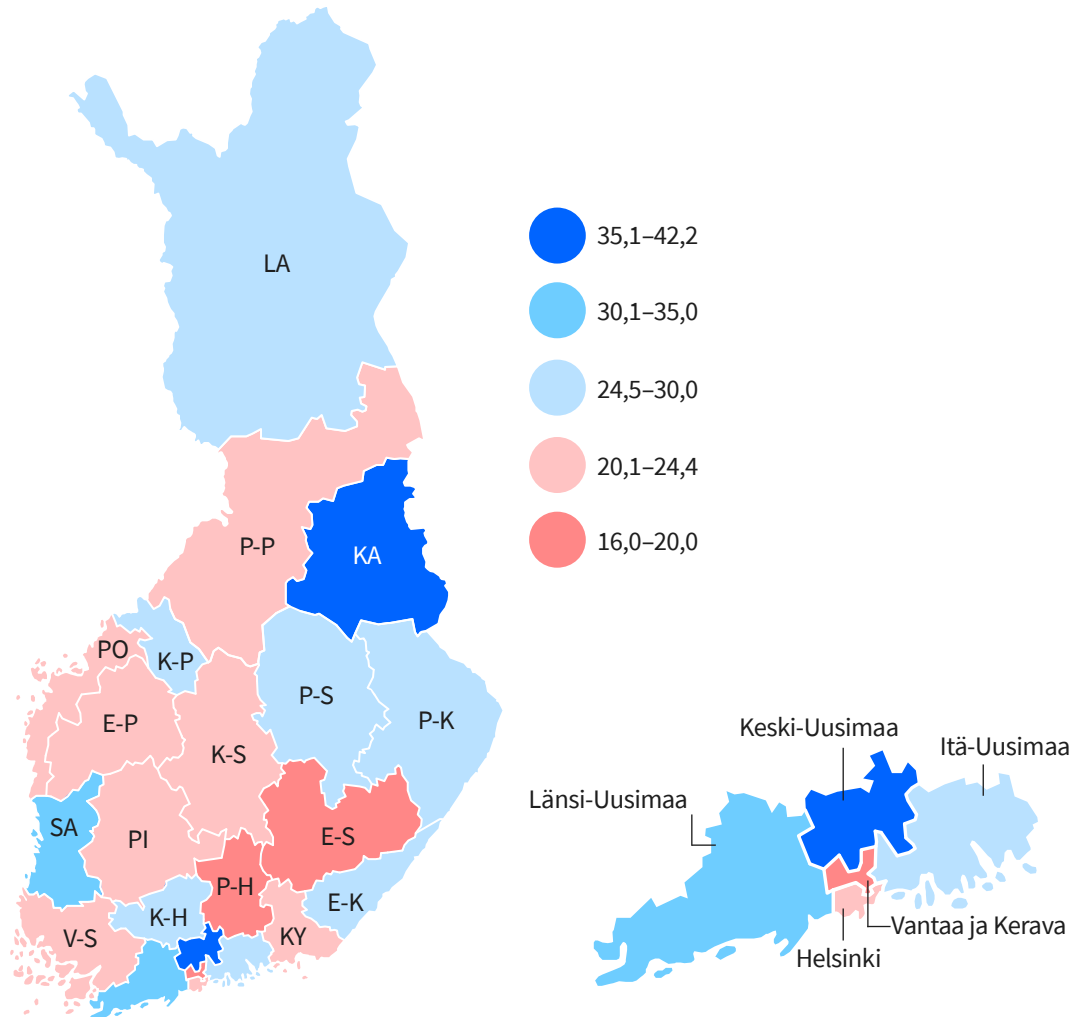 LA
35,1–42,2
30,1–35,0
24,5–30,0
20,1–24,4
16,0–20,0
P-P
KA
PO
K-P
P-S
P-K
E-P
K-S
SA
PI
E-S
P-H
E-K
K-H
V-S
KY
Keski-Uusimaa
Itä-Uusimaa
Länsi-Uusimaa
Vantaa ja Kerava
Helsinki